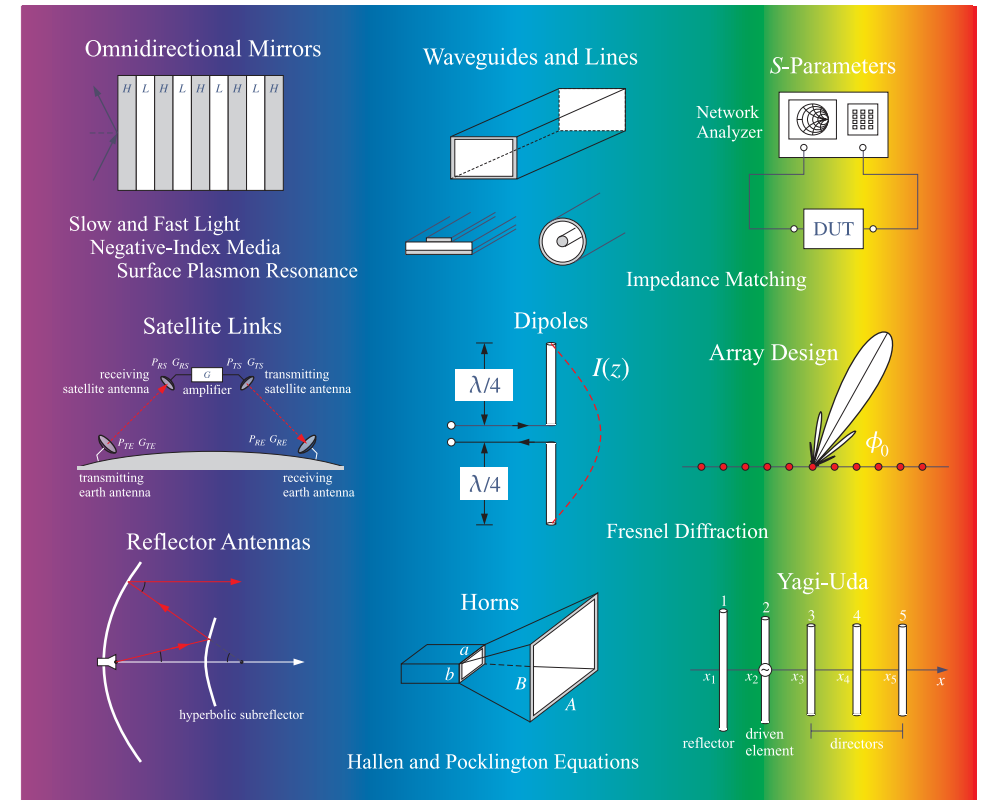 Omnidirectional Mirrors
H L H L H L H L H
Slow and Fast Light
Negative-Index Media
Surface Plasmon Resonance
Waveguides and Lines
S-Parameters
Network
Analyzer
DUT
Impedance Matching
Satellite Links
P_RS G_RS
P_TS G_TS
receiving
satellite antenna
G
amplifier
transmitting
satellite antenna
P_TE G_TE
P_RE G_RE
transmitting
earth antenna
receiving
earth antenna
Dipoles
λ/4
λ/4
I(z)
Array Design
ϕ0
Fresnel Diffraction
Reflector Antennas
hyperbolic subreflector
Horns
a
b
B
A
Hallen and Pocklington Equations
Yagi-Uda
1 2 3 4 5
~
x1 x2 x3 x4 x5 x
reflector
driven
element
directors